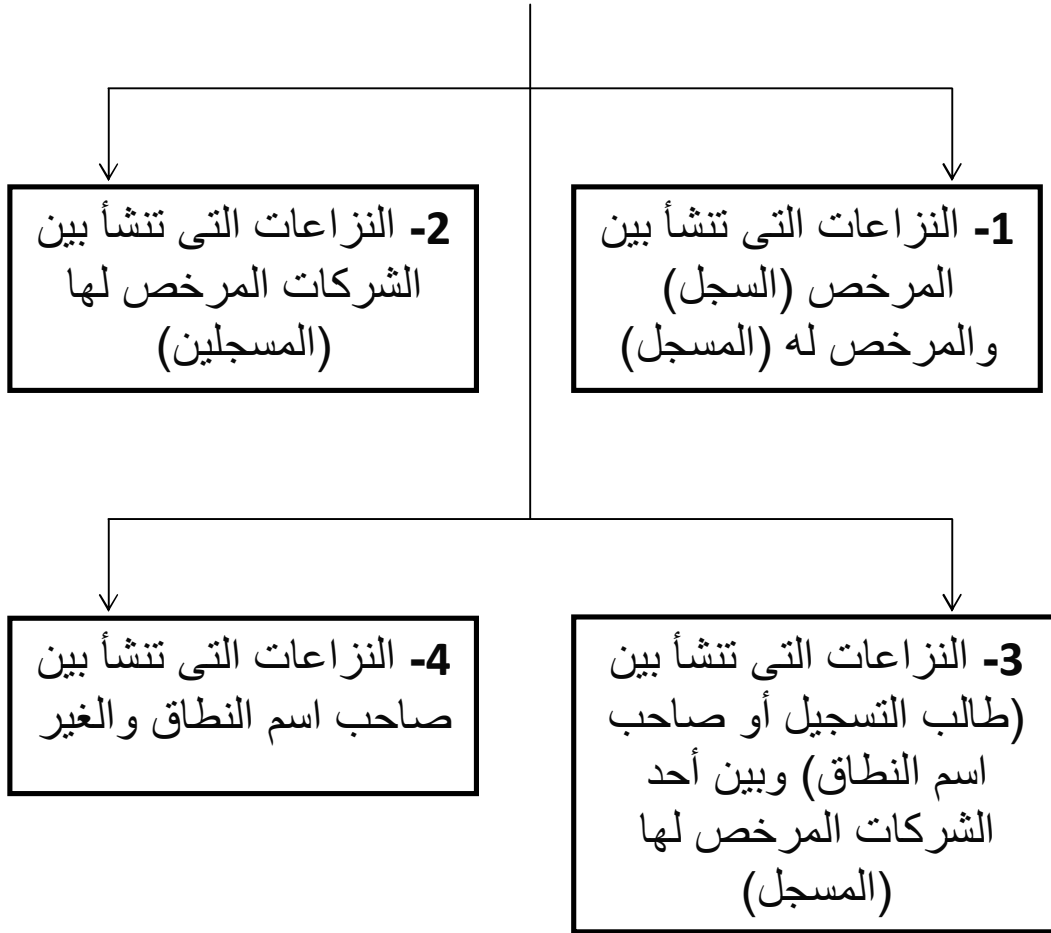 1- النزاعات التى تنشأ بين
المرخص (السجل)
والمرخص له (المسجل)
2- النزاعات التى تنشأ بين
الشركات المرخص لها
(المسجلين)
3- النزاعات التى تنشأ بين
(طالب التسجيل أو صاحب
اسم النطاق) وبين أحد
الشركات المرخص لها
(المسجل)
4- النزاعات التى تنشأ بين
صاحب اسم النطاق والغير